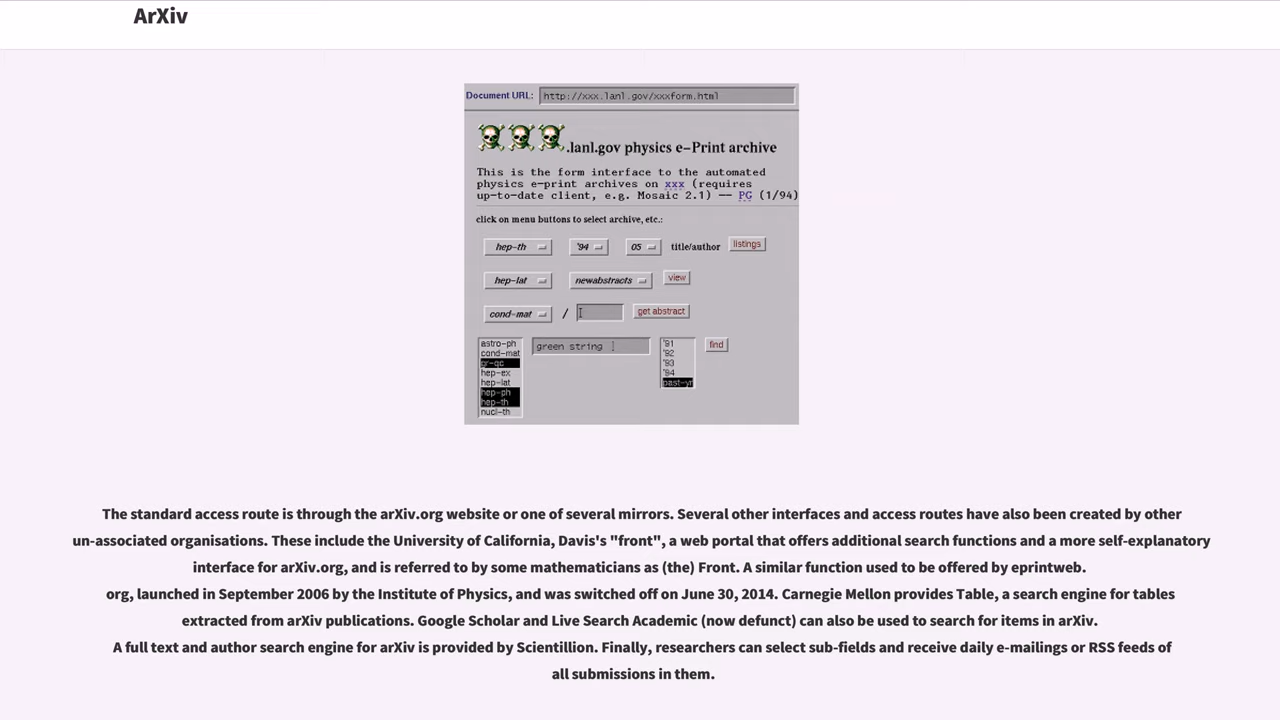 ArXiv
Document URL: http://xxx.lanl.gov/xxxform.html
.lanl.gov physics e-Print archive
This is the form interface to the automated
physics e-print archives on xxx (requires
up-to-date client, e.g. Mosaic 2.1) -- PG (1/94)
click on menu buttons to select archive, etc.:
hep-th '94 05 title/author listings
hep-lat newabstracts view
cond-mat / get abstract
astro-ph green string '91 find
cond-mat '92
gr-qc '93
hep-ex '94
hep-lat past-yr
hep-ph
hep-th
nucl-th
The standard access route is through the arXiv.org website or one of several mirrors. Several other interfaces and access routes have also been created by other
un-associated organisations. These include the University of California, Davis's "front", a web portal that offers additional search functions and a more self-explanatory
interface for arXiv.org, and is referred to by some mathematicians as (the) Front. A similar function used to be offered by eprintweb.
org, launched in September 2006 by the Institute of Physics, and was switched off on June 30, 2014. Carnegie Mellon provides Table, a search engine for tables
extracted from arXiv publications. Google Scholar and Live Search Academic (now defunct) can also be used to search for items in arXiv.
A full text and author search engine for arXiv is provided by Scientillion. Finally, researchers can select sub-fields and receive daily e-mailings or RSS feeds of
all submissions in them.